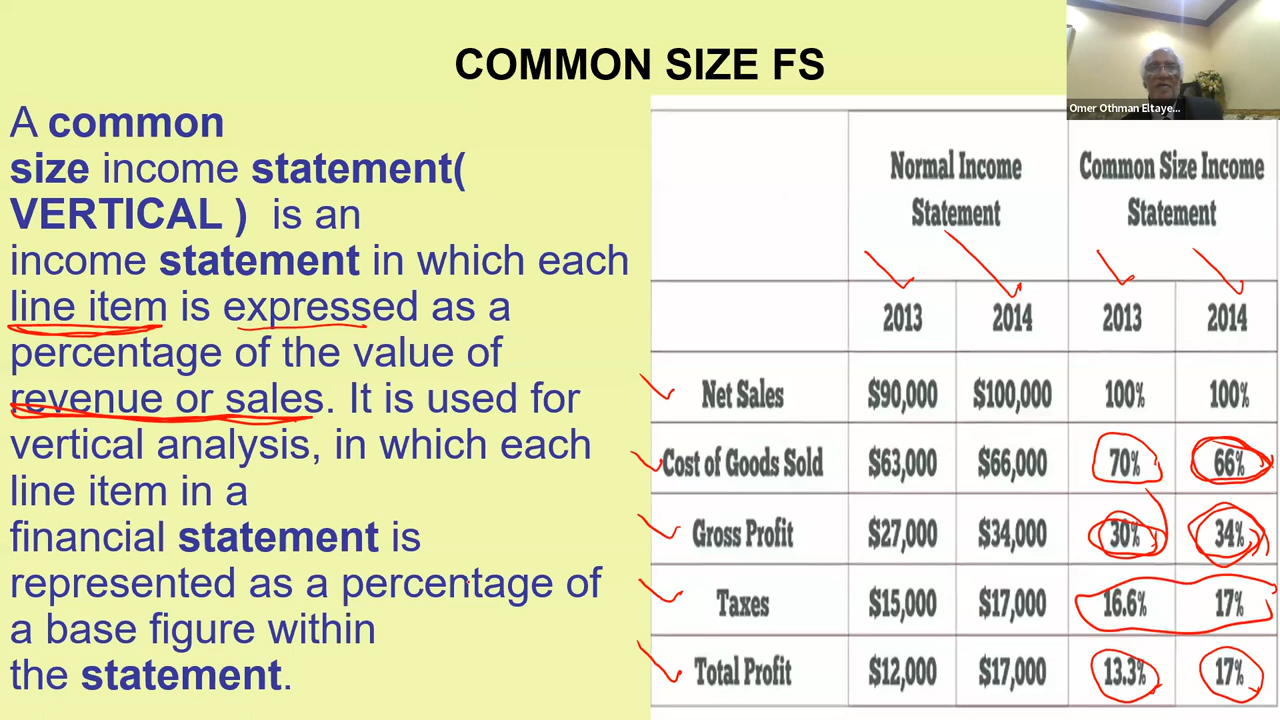 COMMON SIZE FS
Omer Othman Eltaye...
A common
size income statement(
VERTICAL ) is an
income statement in which each
line item is expressed as a
percentage of the value of
revenue or sales. It is used for
vertical analysis, in which each
line item in a
financial statement is
represented as a percentage of
a base figure within
the statement.
Normal Income Common Size Income
Statement Statement
2013 2014 2013 2014
Net Sales $90,000 $100,000 100% 100%
Cost of Goods Sold $63,000 $66,000 70% 66%
Gross Profit $27,000 $34,000 30% 34%
Taxes $15,000 $17,000 16.6% 17%
Total Profit $12,000 $17,000 13.3% 17%